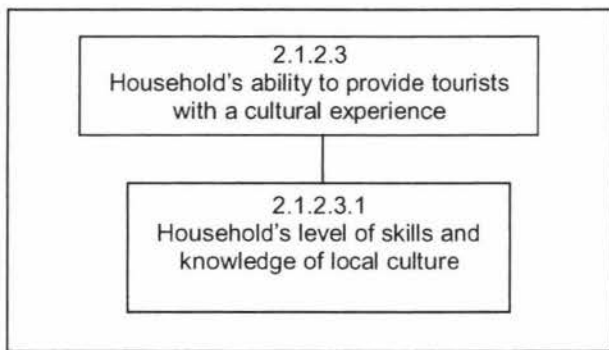 2.1.2.3
Household's ability to provide tourists
with a cultural experience
2.1.2.3.1
Household's level of skills and
knowledge of local culture